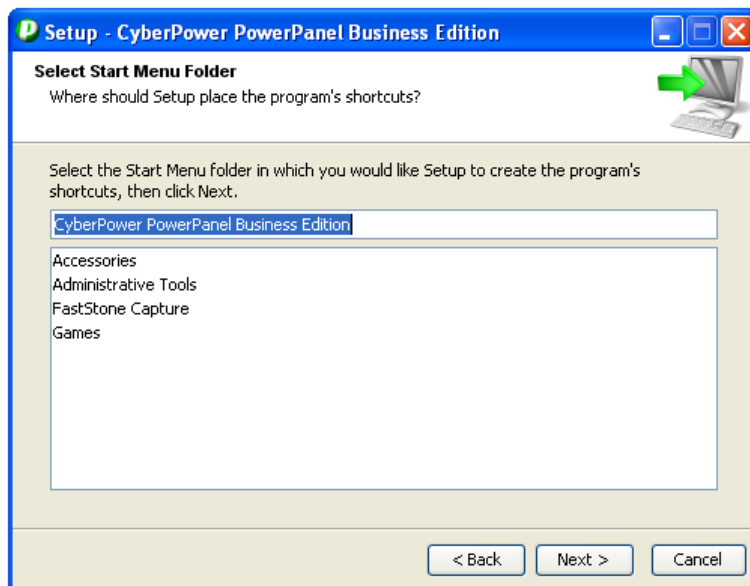 Setup - CyberPower PowerPanel Business Edition
Select Start Menu Folder
Where should Setup place the program's shortcuts?
Select the Start Menu folder in which you would like Setup to create the program's
shortcuts, then click Next.
CyberPower PowerPanel Business Edition
Accessories
Administrative Tools
FastStone Capture
Games
< Back
Next >
Cancel